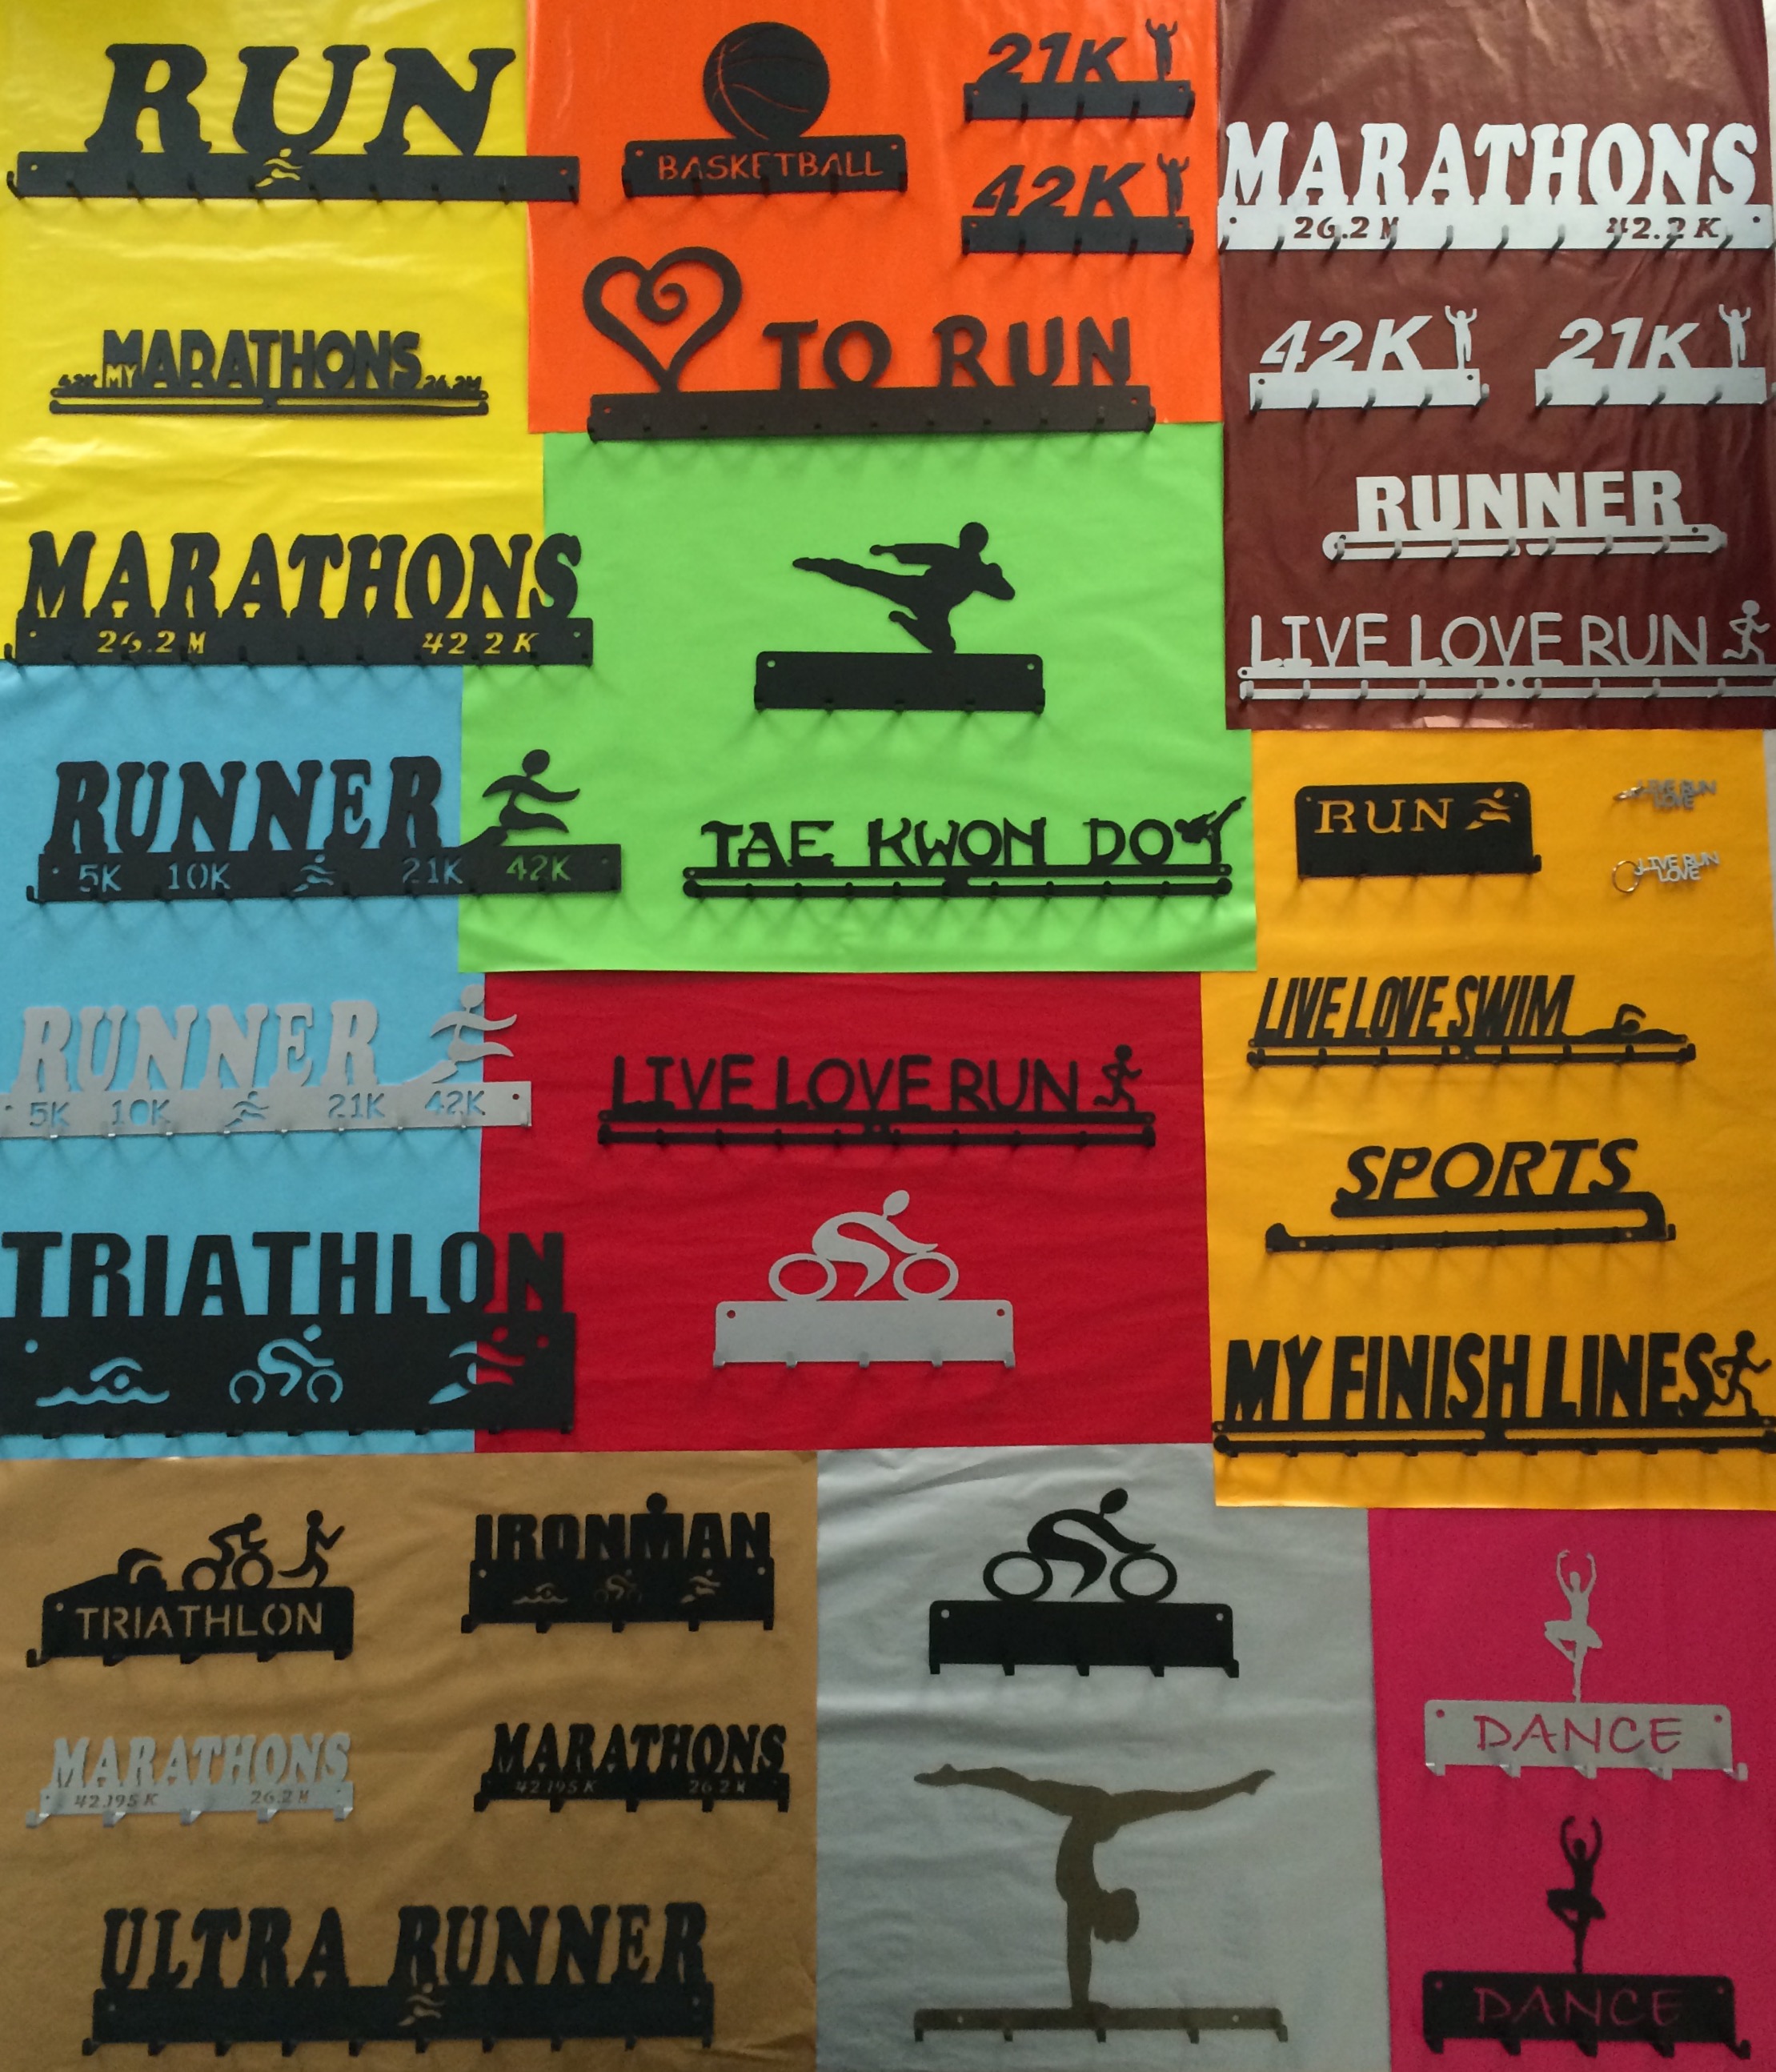 RUN
42K MY MARATHONS 26.2M
MARATHONS
26.2 M 42 2 K
BASKETBALL
21K
42K
TO RUN
MARATHONS
26.2 M 42.2 K
42K 21K
RUNNER
LIVE LOVE RUN
TAE KWON DO
RUNNER
5K 10K 21K 42K
RUNNER
5K 10K 21K 42K
TRIATHLON
LIVE LOVE RUN
RUN
LIVE RUN
LOVE
LIVE RUN
LOVE
LIVE LOVE SWIM
SPORTS
MY FINISH LINES
TRIATHLON
IRONMAN
MARATHONS
42.195 K 26.2 M
MARATHONS
42.195 K 26.2 M
ULTRA RUNNER
DANCE
DANCE